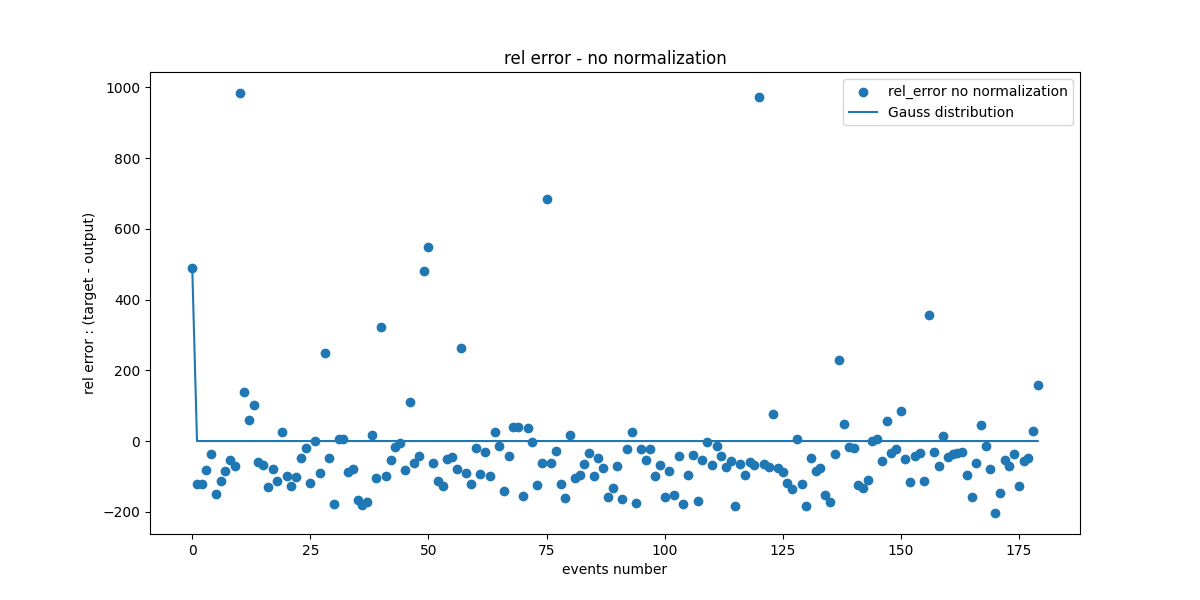 rel error - no normalization
rel_error no normalization
Gauss distribution
1000
800
600
400
200
0
−200
rel error : (target - output)
0 25 50 75 100 125 150 175
events number